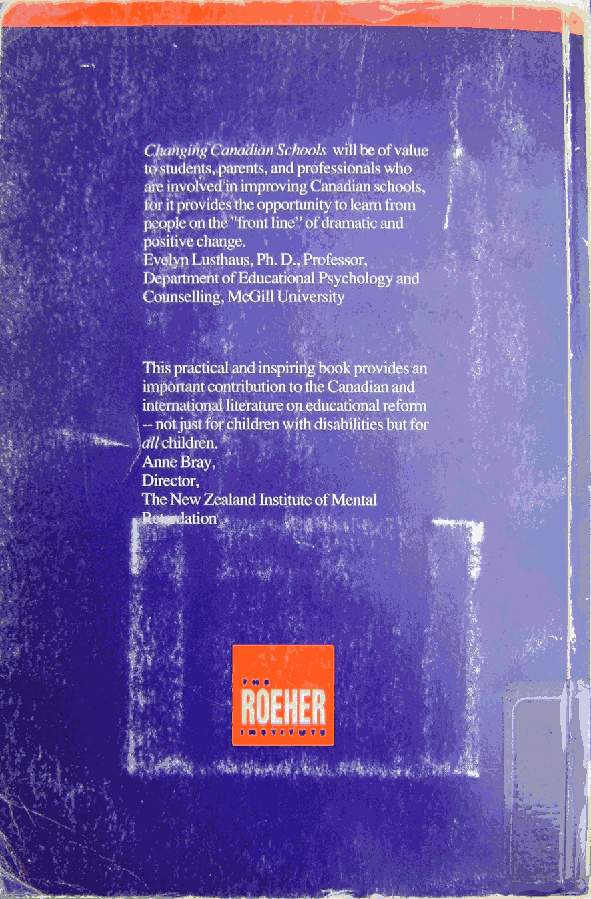 Changing Canadian Schools will be of value
to students, parents, and professionals who
are involved in improving Canadian schools,
for it provides the opportunity to learn from
people on the "front line" of dramatic and
positive change.
Evelyn Lusthaus, Ph. D., Professor,
Department of Educational Psychology and
Counselling, McGill University
This practical and inspiring book provides an
important contribution to the Canadian and
international literature on educational reform
-- not just for children with disabilities but for
all children.
Anne Bray,
Director,
The New Zealand Institute of Mental
Retardation
THE
ROEHER
INSTITUTE